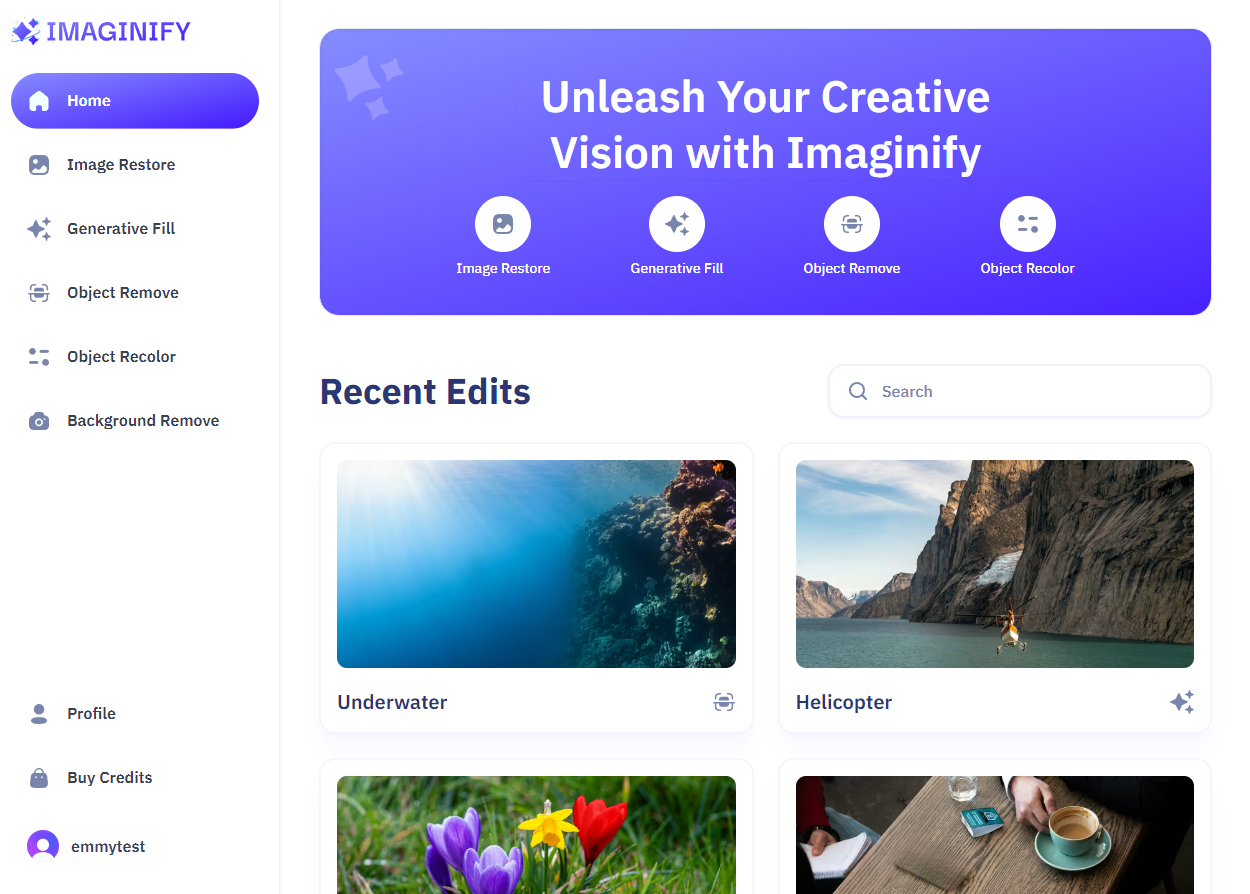 IMAGINIFY
Home
Image Restore
Generative Fill
Object Remove
Object Recolor
Background Remove
Profile
Buy Credits
emmytest
Unleash Your Creative
Vision with Imaginify
Image Restore
Generative Fill
Object Remove
Object Recolor
Recent Edits
Search
Underwater
Helicopter